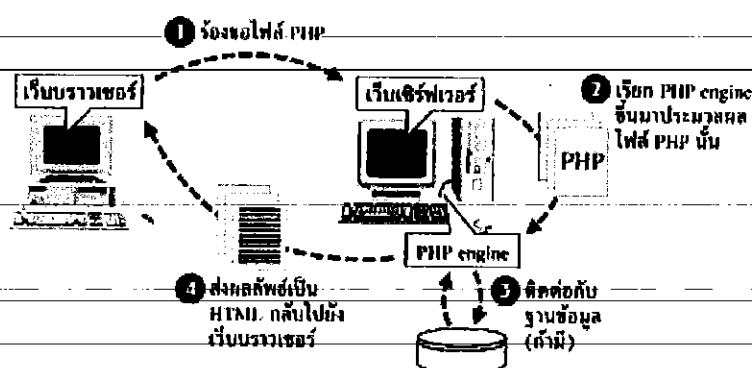 1 ร้องขอไฟล์ PHP
เว็บบราวเซอร์
เว็บเซิร์ฟเวอร์
2 เรียก PHP engine
ขึ้นมาประมวลผล
ไฟล์ PHP นั้น
PHP
PHP engine
4 ส่งผลลัพธ์เป็น
HTML กลับไปยัง
เว็บบราวเซอร์
3 ติดต่อกับ
ฐานข้อมูล
(ถ้ามี)